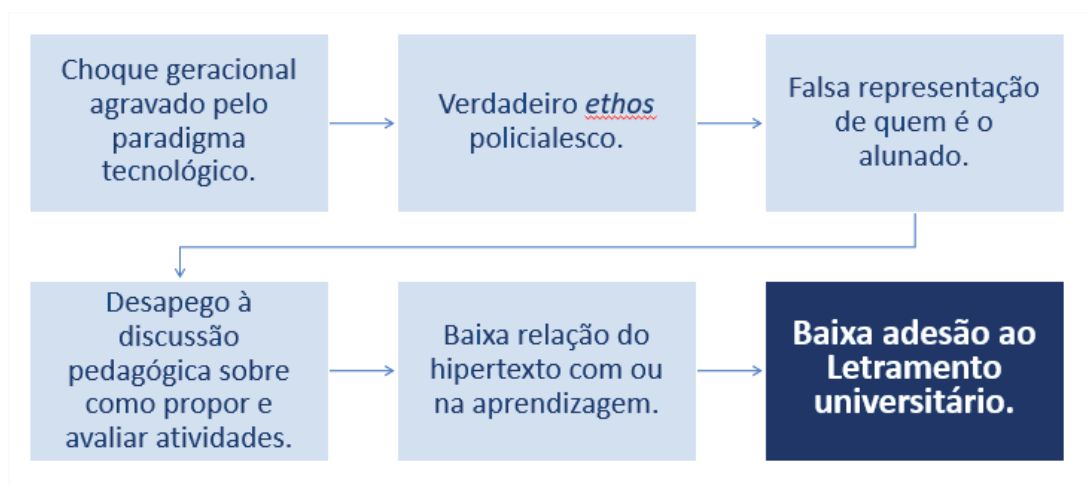 Choque geracional
agravado pelo
paradigma
tecnológico.
Verdadeiro ethos
policialesco.
Falsa representação
de quem é o
alunado.
Desapego à
discussão
pedagógica sobre
como propor e
avaliar atividades.
Baixa relação do
hipertexto com ou
na aprendizagem.
Baixa adesão ao
Letramento
universitário.